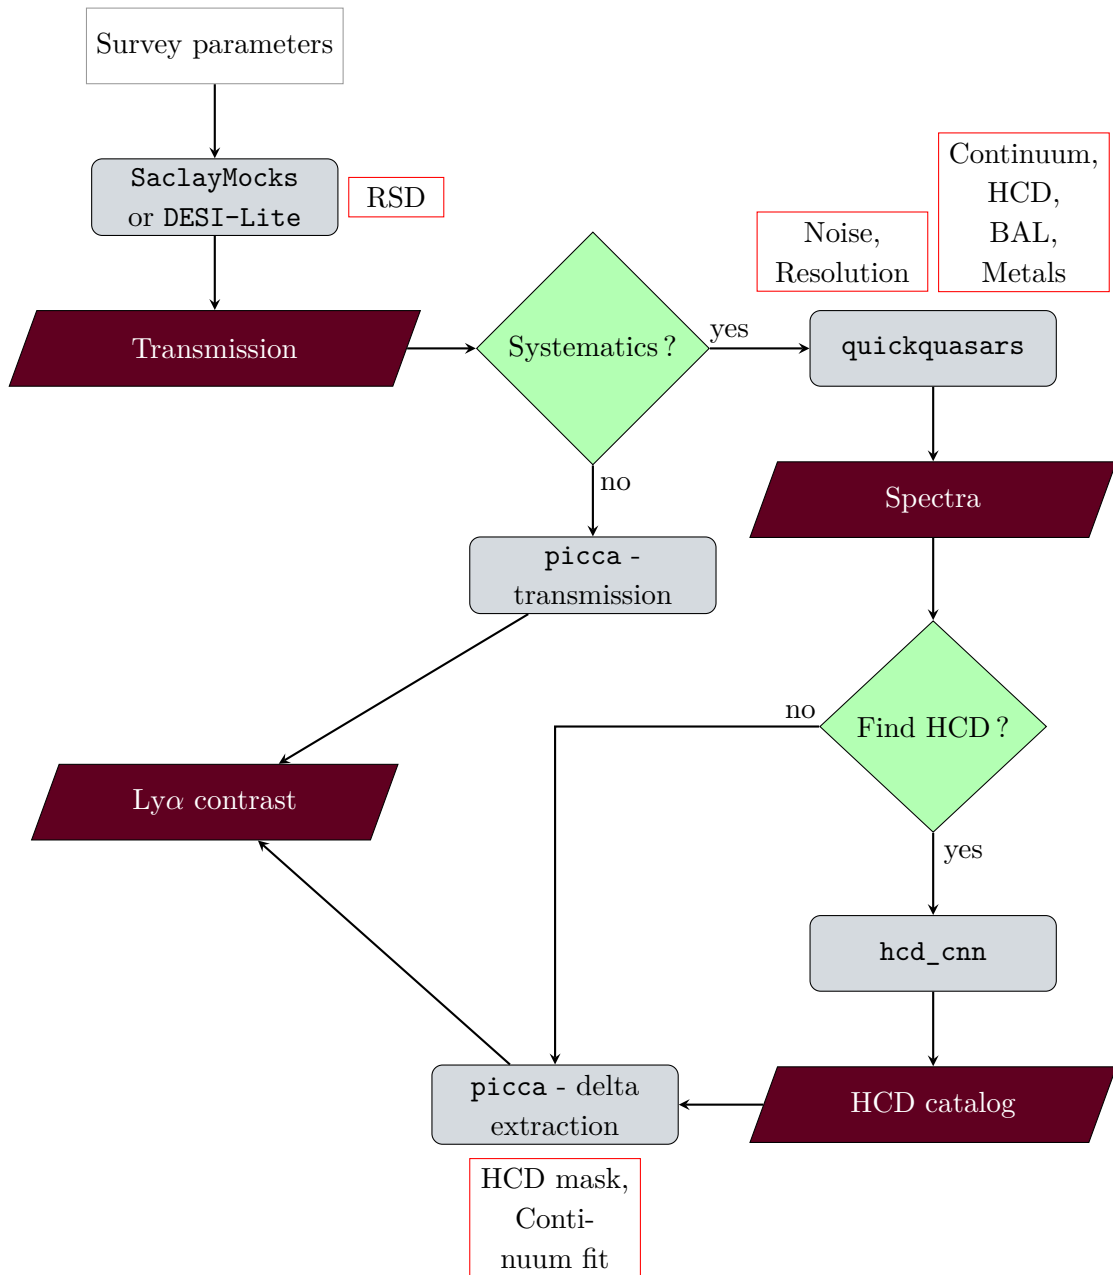 Survey parameters
SaclayMocks
or DESI-Lite
RSD
Continuum,
HCD,
BAL,
Metals
Noise,
Resolution
Transmission
Systematics ?
yes
quickquasars
no
Spectra
picca -
transmission
no
Find HCD ?
Lyα contrast
yes
hcd_cnn
picca - delta
extraction
HCD catalog
HCD mask,
Conti-
nuum fit